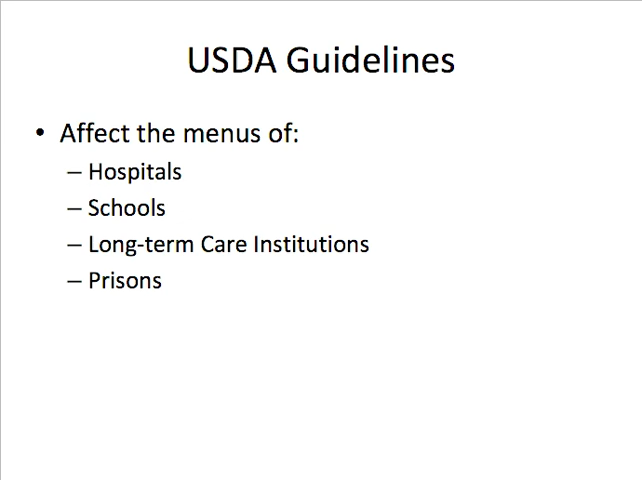 USDA Guidelines
• Affect the menus of:
– Hospitals
– Schools
– Long-term Care Institutions
– Prisons